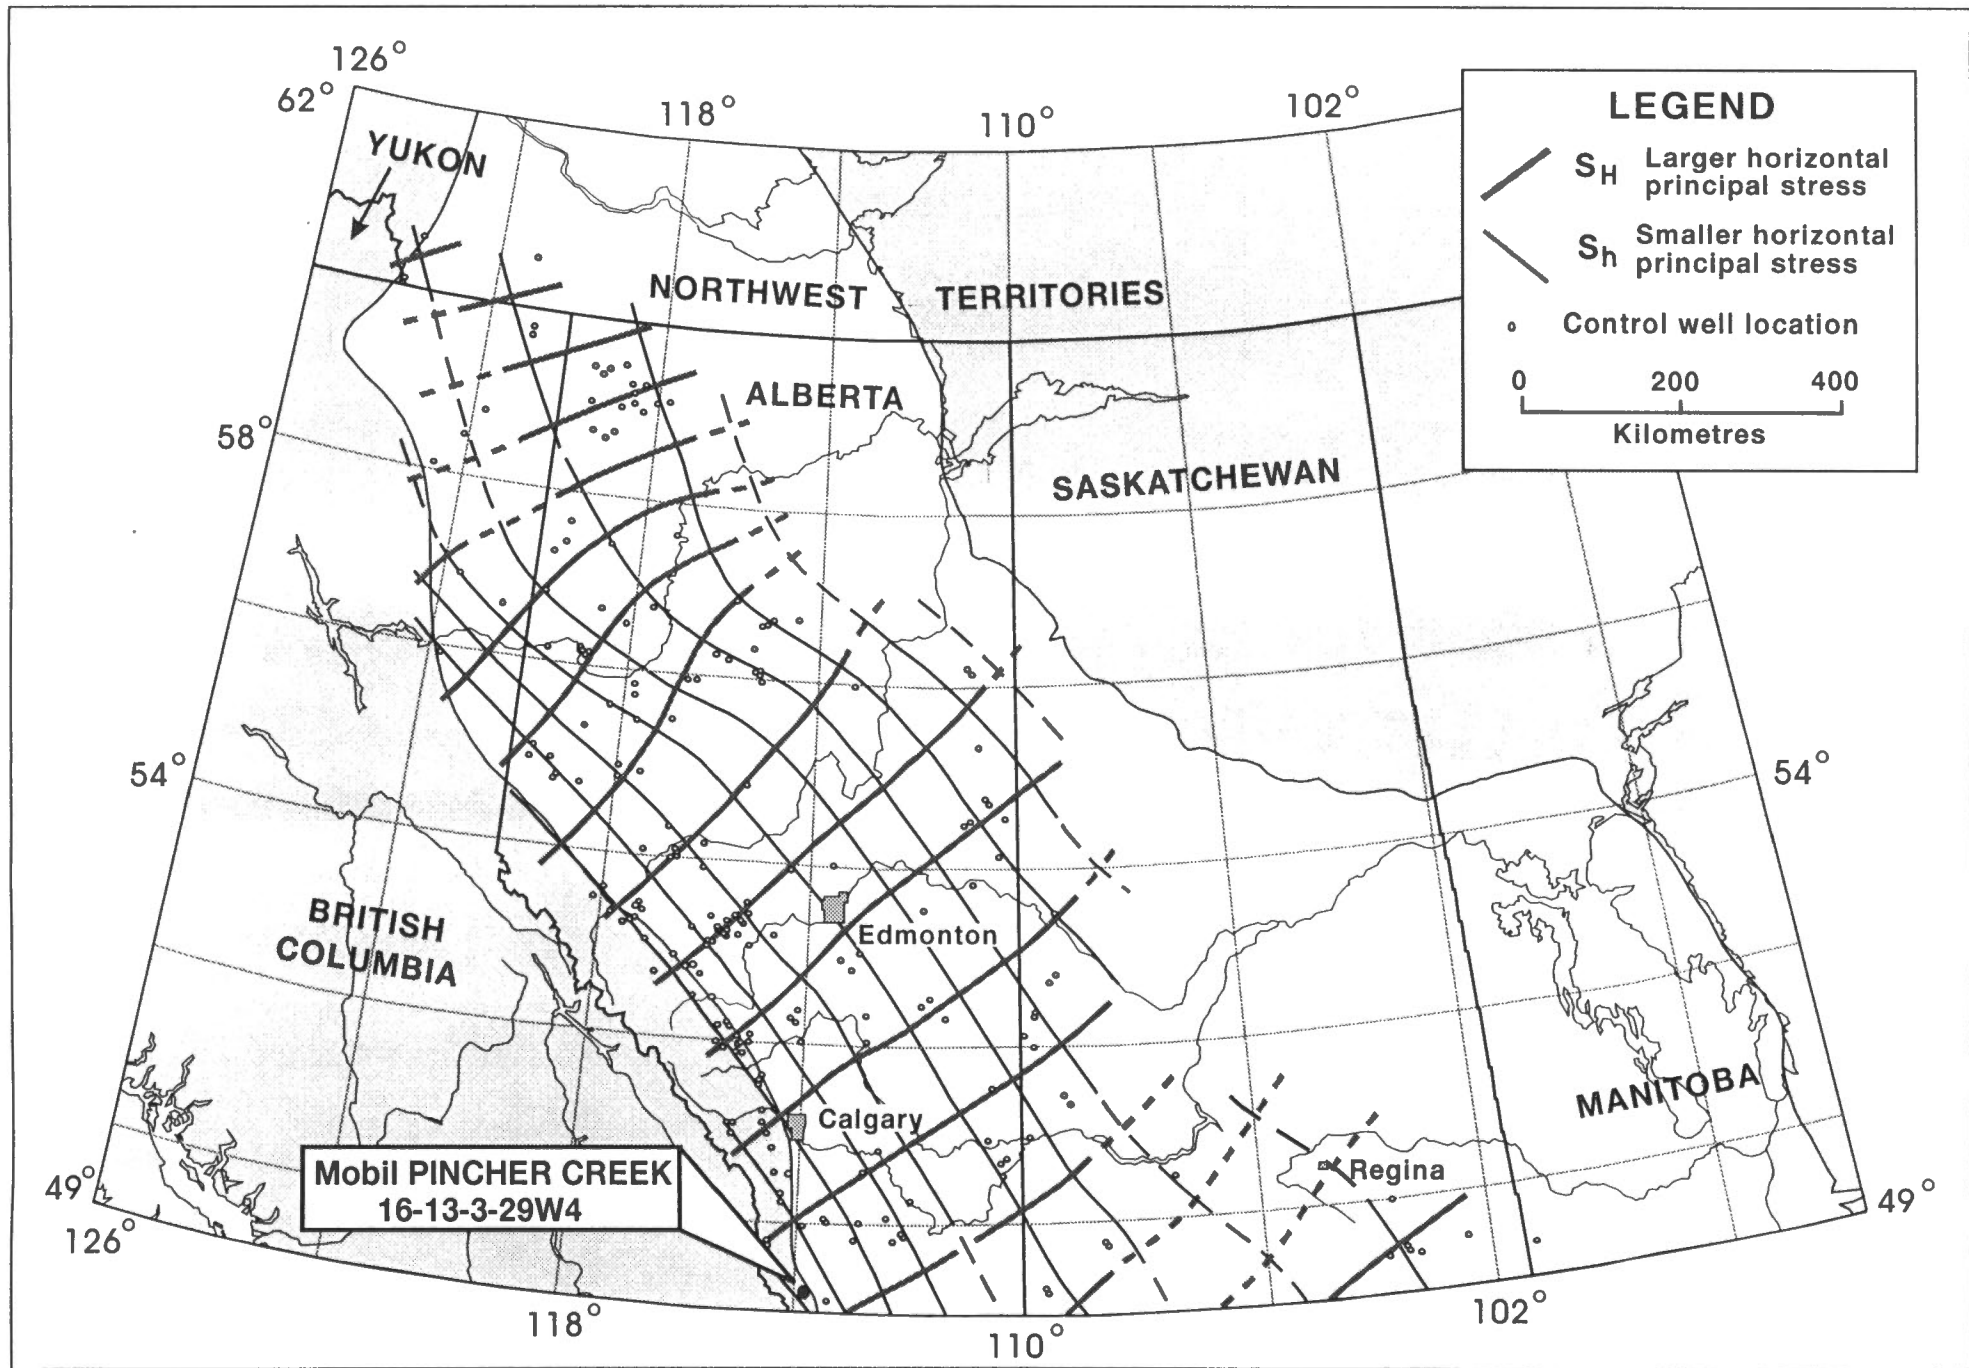 126°
62°
118°
110°
102°
YUKON
NORTHWEST TERRITORIES
ALBERTA
58°
SASKATCHEWAN
LEGEND
SH Larger horizontal
principal stress
Sh Smaller horizontal
principal stress
Control well location
0 200 400
Kilometres
54°
54°
BRITISH
COLUMBIA
Edmonton
Calgary
MANITOBA
Regina
Mobil PINCHER CREEK
16-13-3-29W4
49°
126°
118°
110°
102°
49°